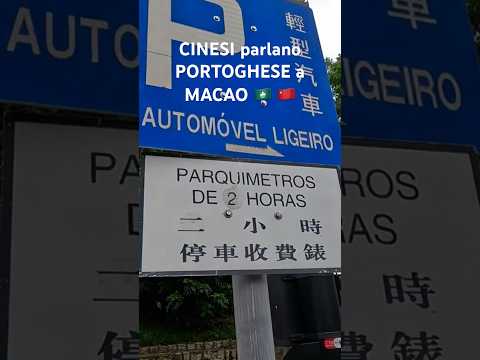 CINESI parlano
PORTOGHESE a
MACAO 🇲🇴 🇨🇳
P
輕型汽車
AUTOMÓVEL LIGEIRO
PARQUIMETROS
DE 2 HORAS
二小時
停車收費錶